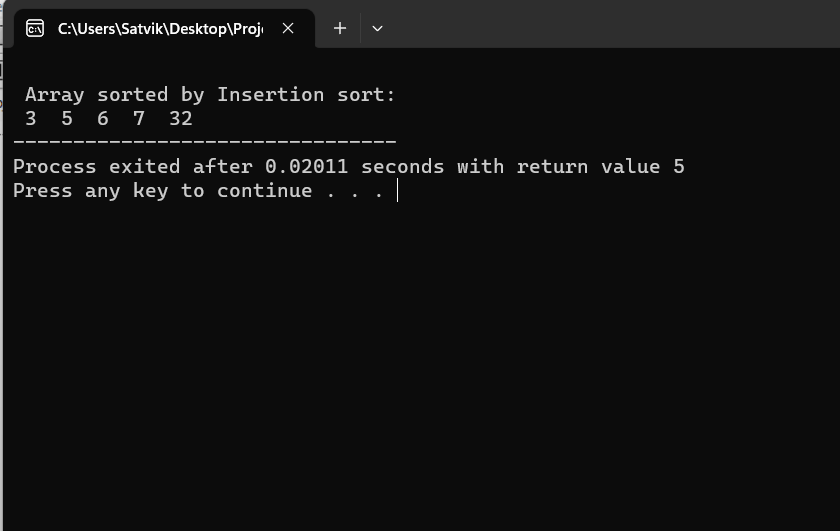 C:\Users\Satvik\Desktop\Proj
Array sorted by Insertion sort:
3  5  6  7  32
--------------------------------
Process exited after 0.02011 seconds with return value 5
Press any key to continue . . .